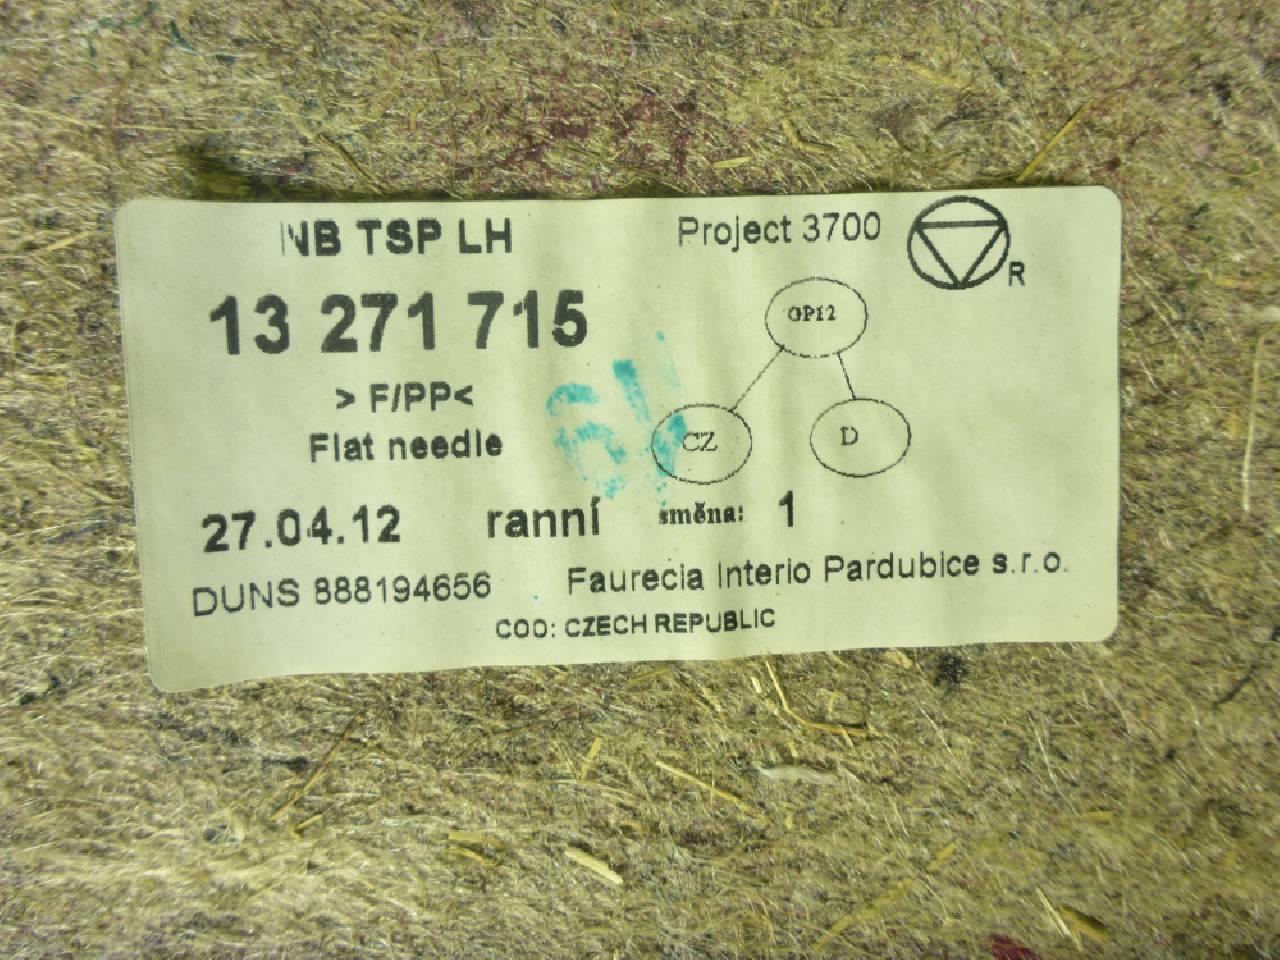 NB TSP LH Project 3700
R
13 271 715
OP12
> F/PP<
CZ D
Flat needle
27.04.12 ranní směna: 1
DUNS 888194656 Faurecia Interio Pardubice s.r.o.
COO: CZECH REPUBLIC